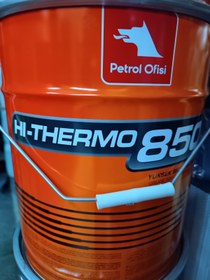 Petrol Ofisi
HI-THERMO 850